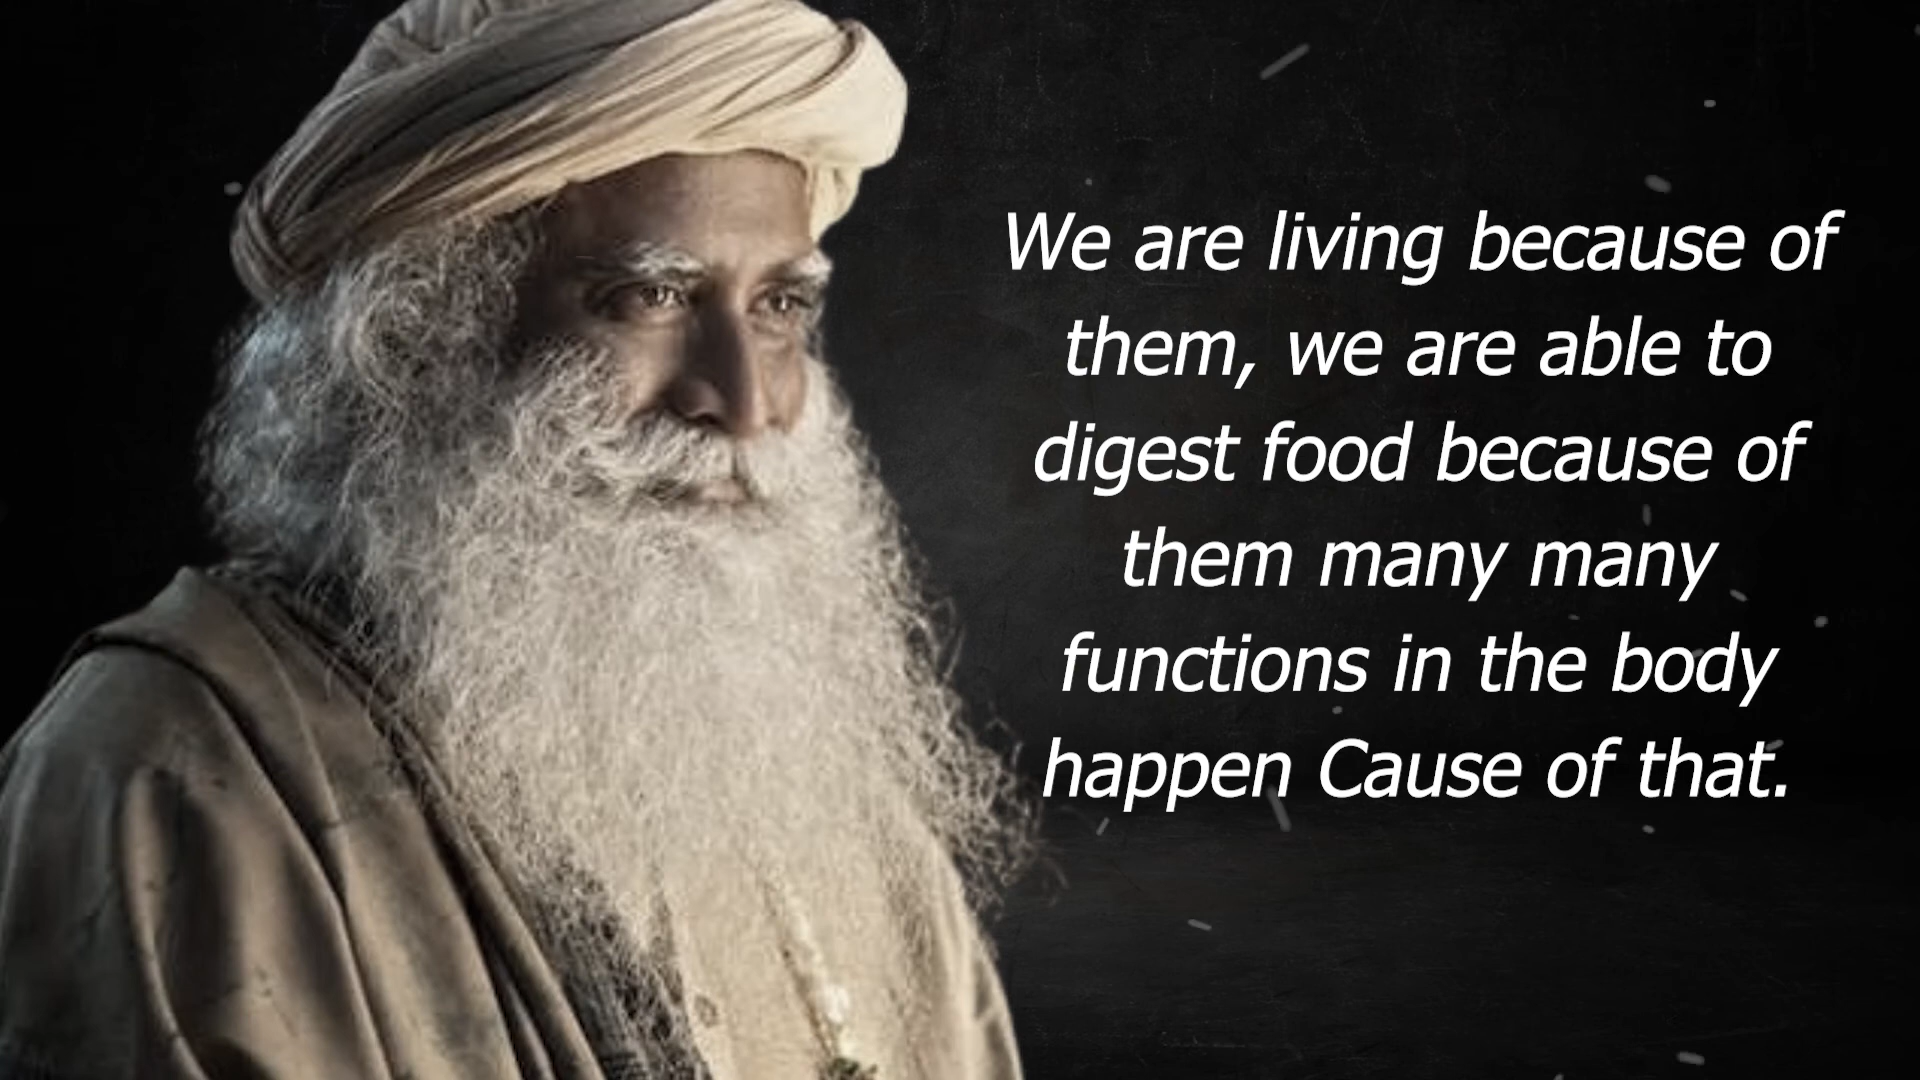 We are living because of
them, we are able to
digest food because of
them many many
functions in the body
happen Cause of that.